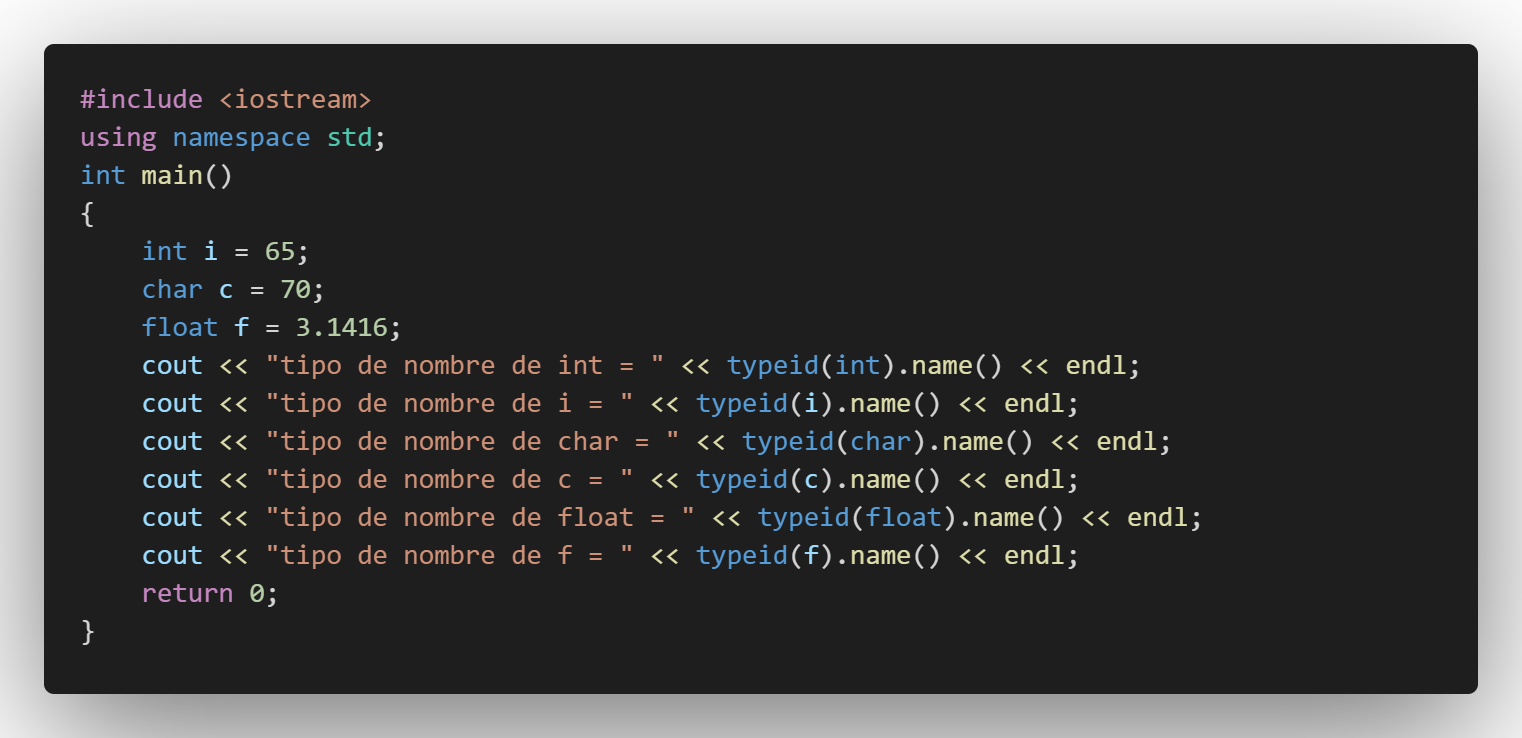 #include <iostream>
using namespace std;
int main()
{
    int i = 65;
    char c = 70;
    float f = 3.1416;
    cout << "tipo de nombre de int = " << typeid(int).name() << endl;
    cout << "tipo de nombre de i = " << typeid(i).name() << endl;
    cout << "tipo de nombre de char = " << typeid(char).name() << endl;
    cout << "tipo de nombre de c = " << typeid(c).name() << endl;
    cout << "tipo de nombre de float = " << typeid(float).name() << endl;
    cout << "tipo de nombre de f = " << typeid(f).name() << endl;
    return 0;
}